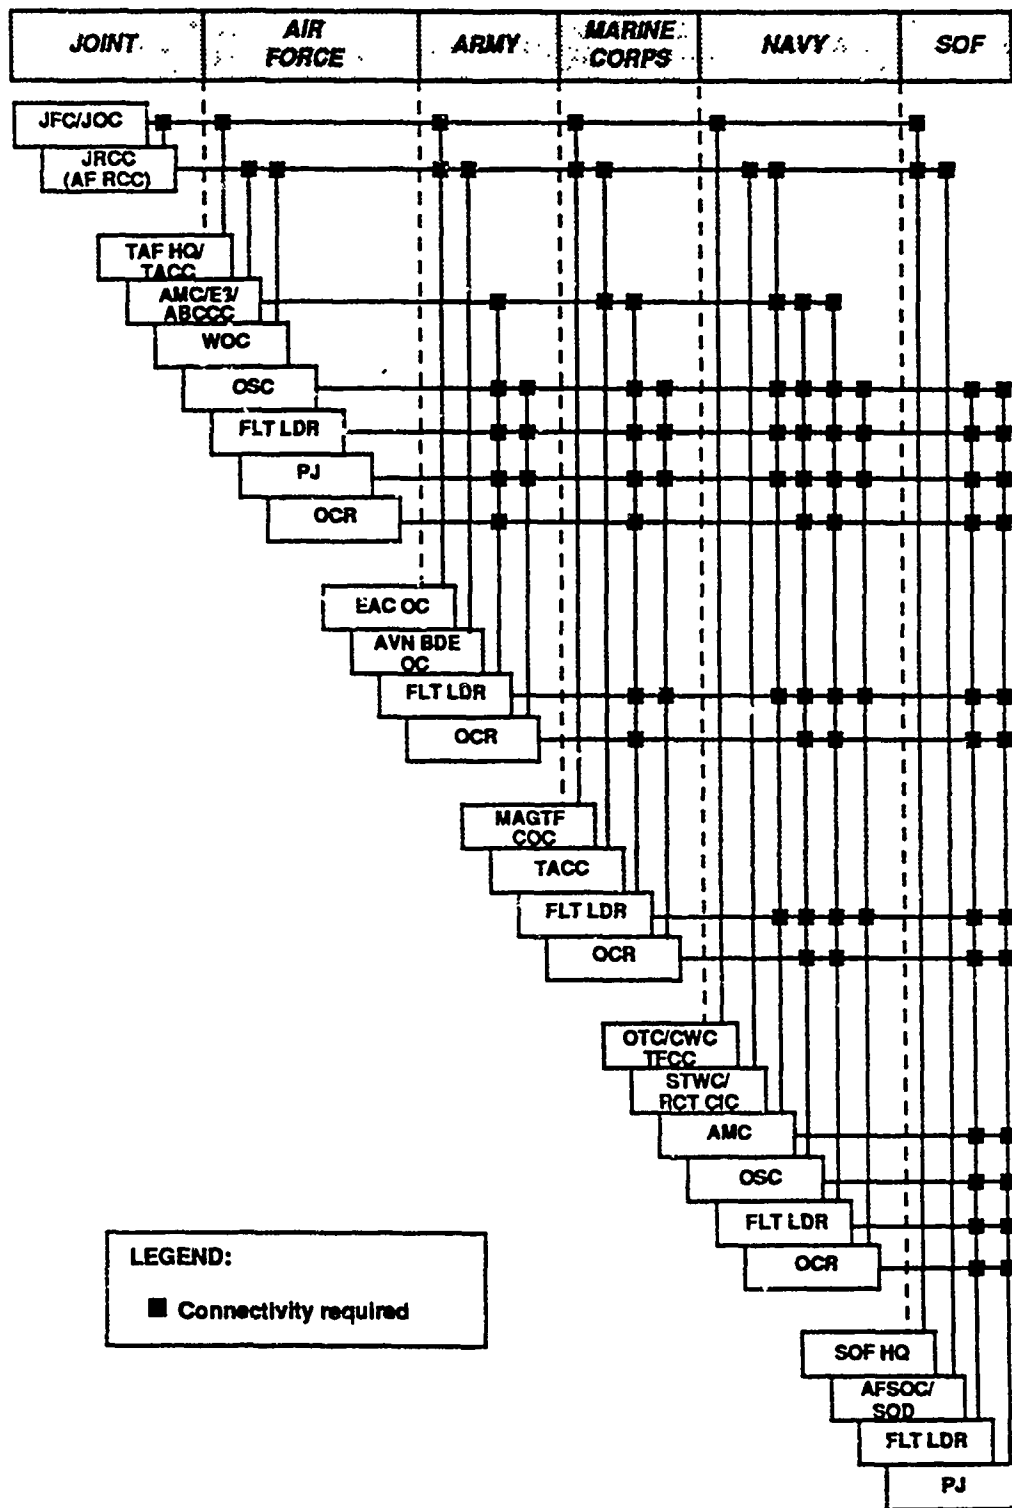 JOINT
AIR
FORCE
ARMY
MARINE
CORPS
NAVY
SOF
JFC/JOC
JRCC
(AF RCC)
TAF HQ/
TACC
AMC/E3/
ABCCC
WOC
OSC
FLT LDR
PJ
OCR
EAC OC
AVN BDE
OC
FLT LDR
OCR
MAGTF
COC
TACC
FLT LDR
OCR
OTC/CWC
TFCC
STWC/
RCT CIC
AMC
OSC
FLT LDR
OCR
LEGEND:
Connectivity required
SOF HQ
AFSOC/
SOD
FLT LDR
PJ